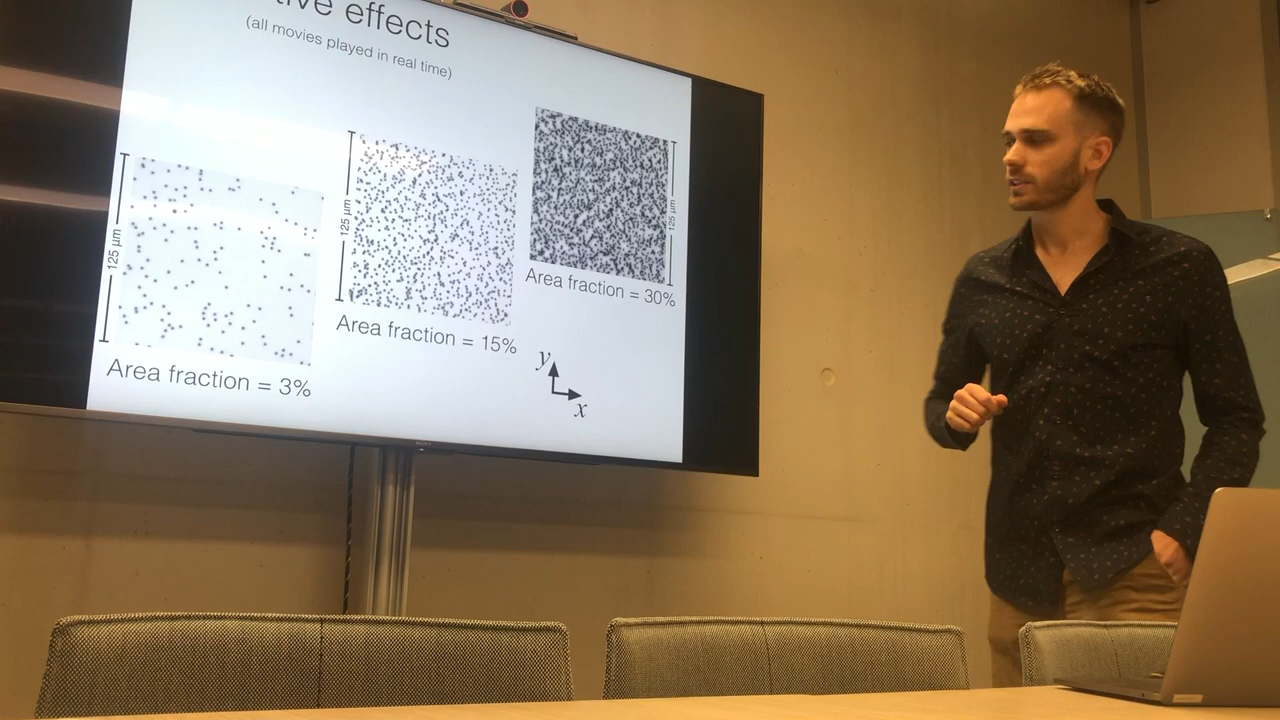 tive effects
(all movies played in real time)
125 μm
Area fraction = 3%
125 μm
Area fraction = 15%
125 μm
Area fraction = 30%
y
x
SONY